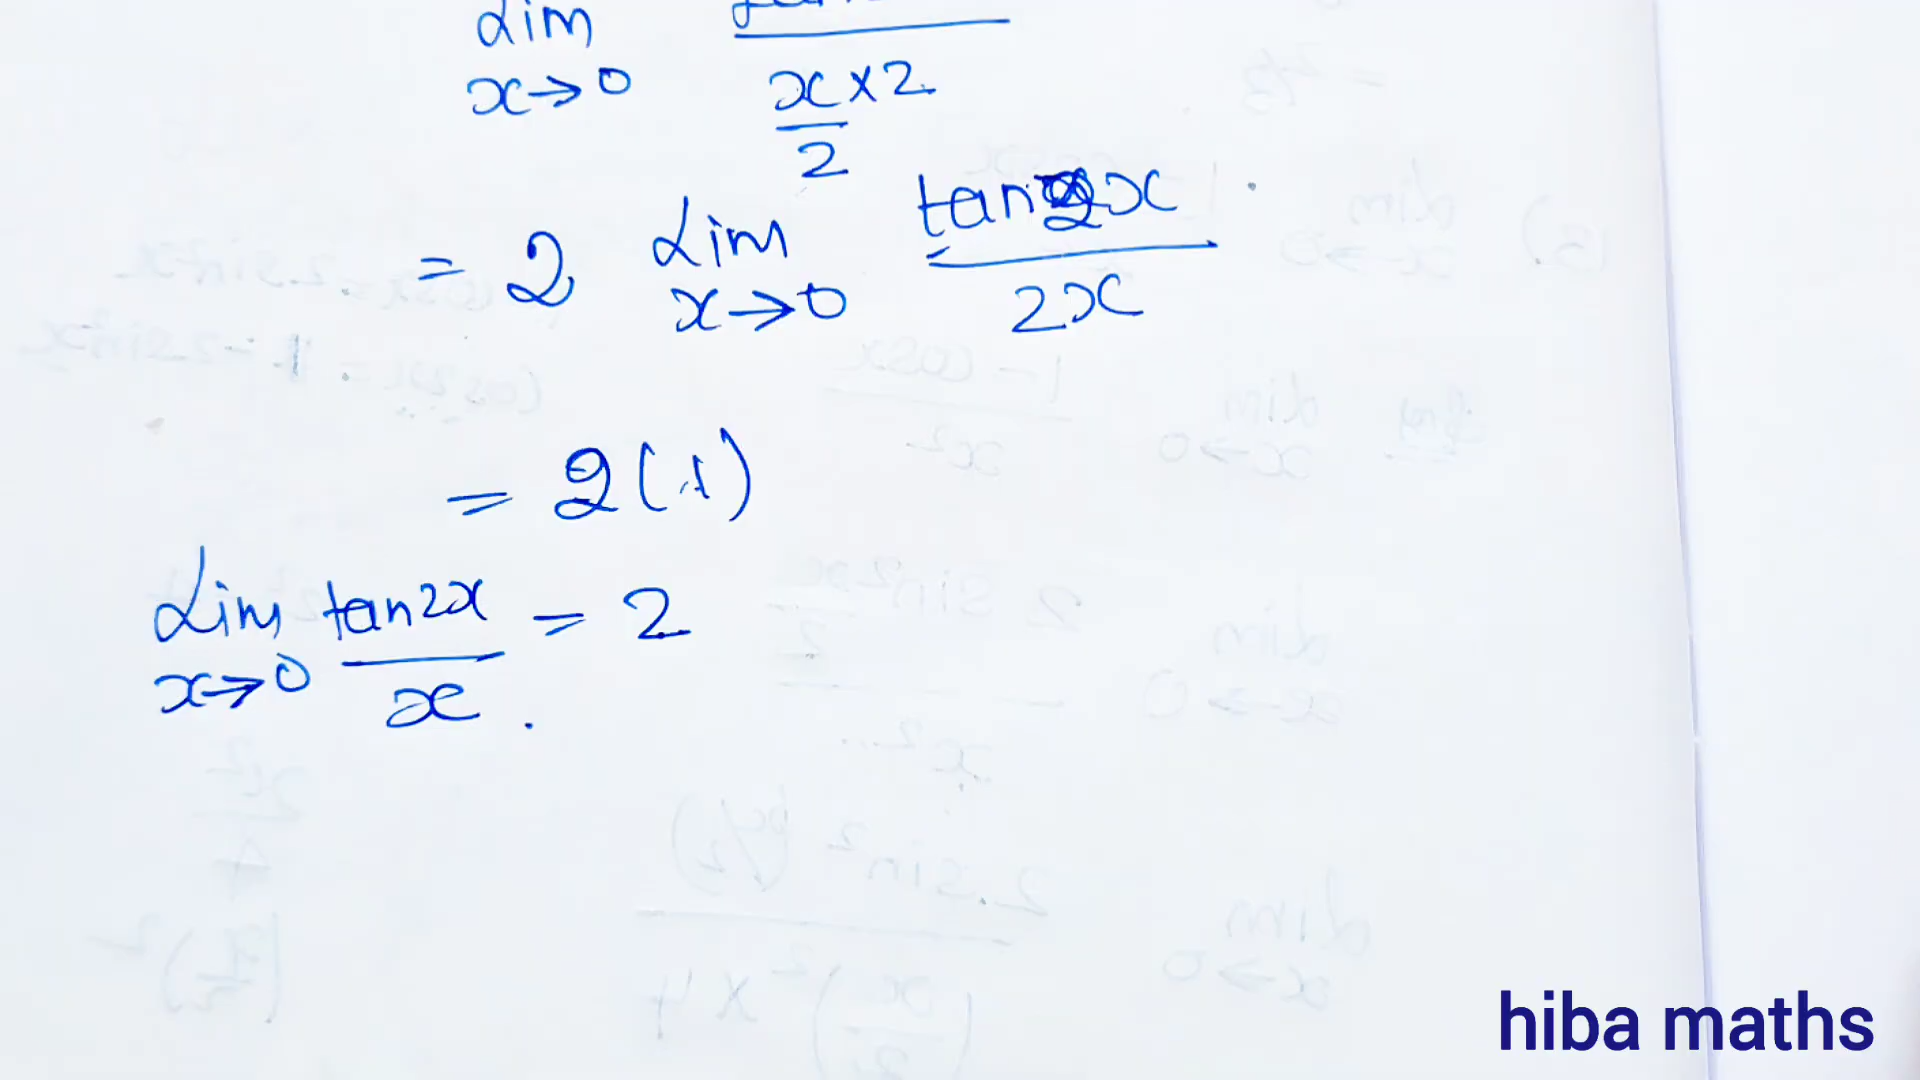 Lim
x→0 x×2
2
= 2 Lim tan2x
x→0 2x
= 2(1)
Lim tan2x = 2
x→0 x .
hiba maths